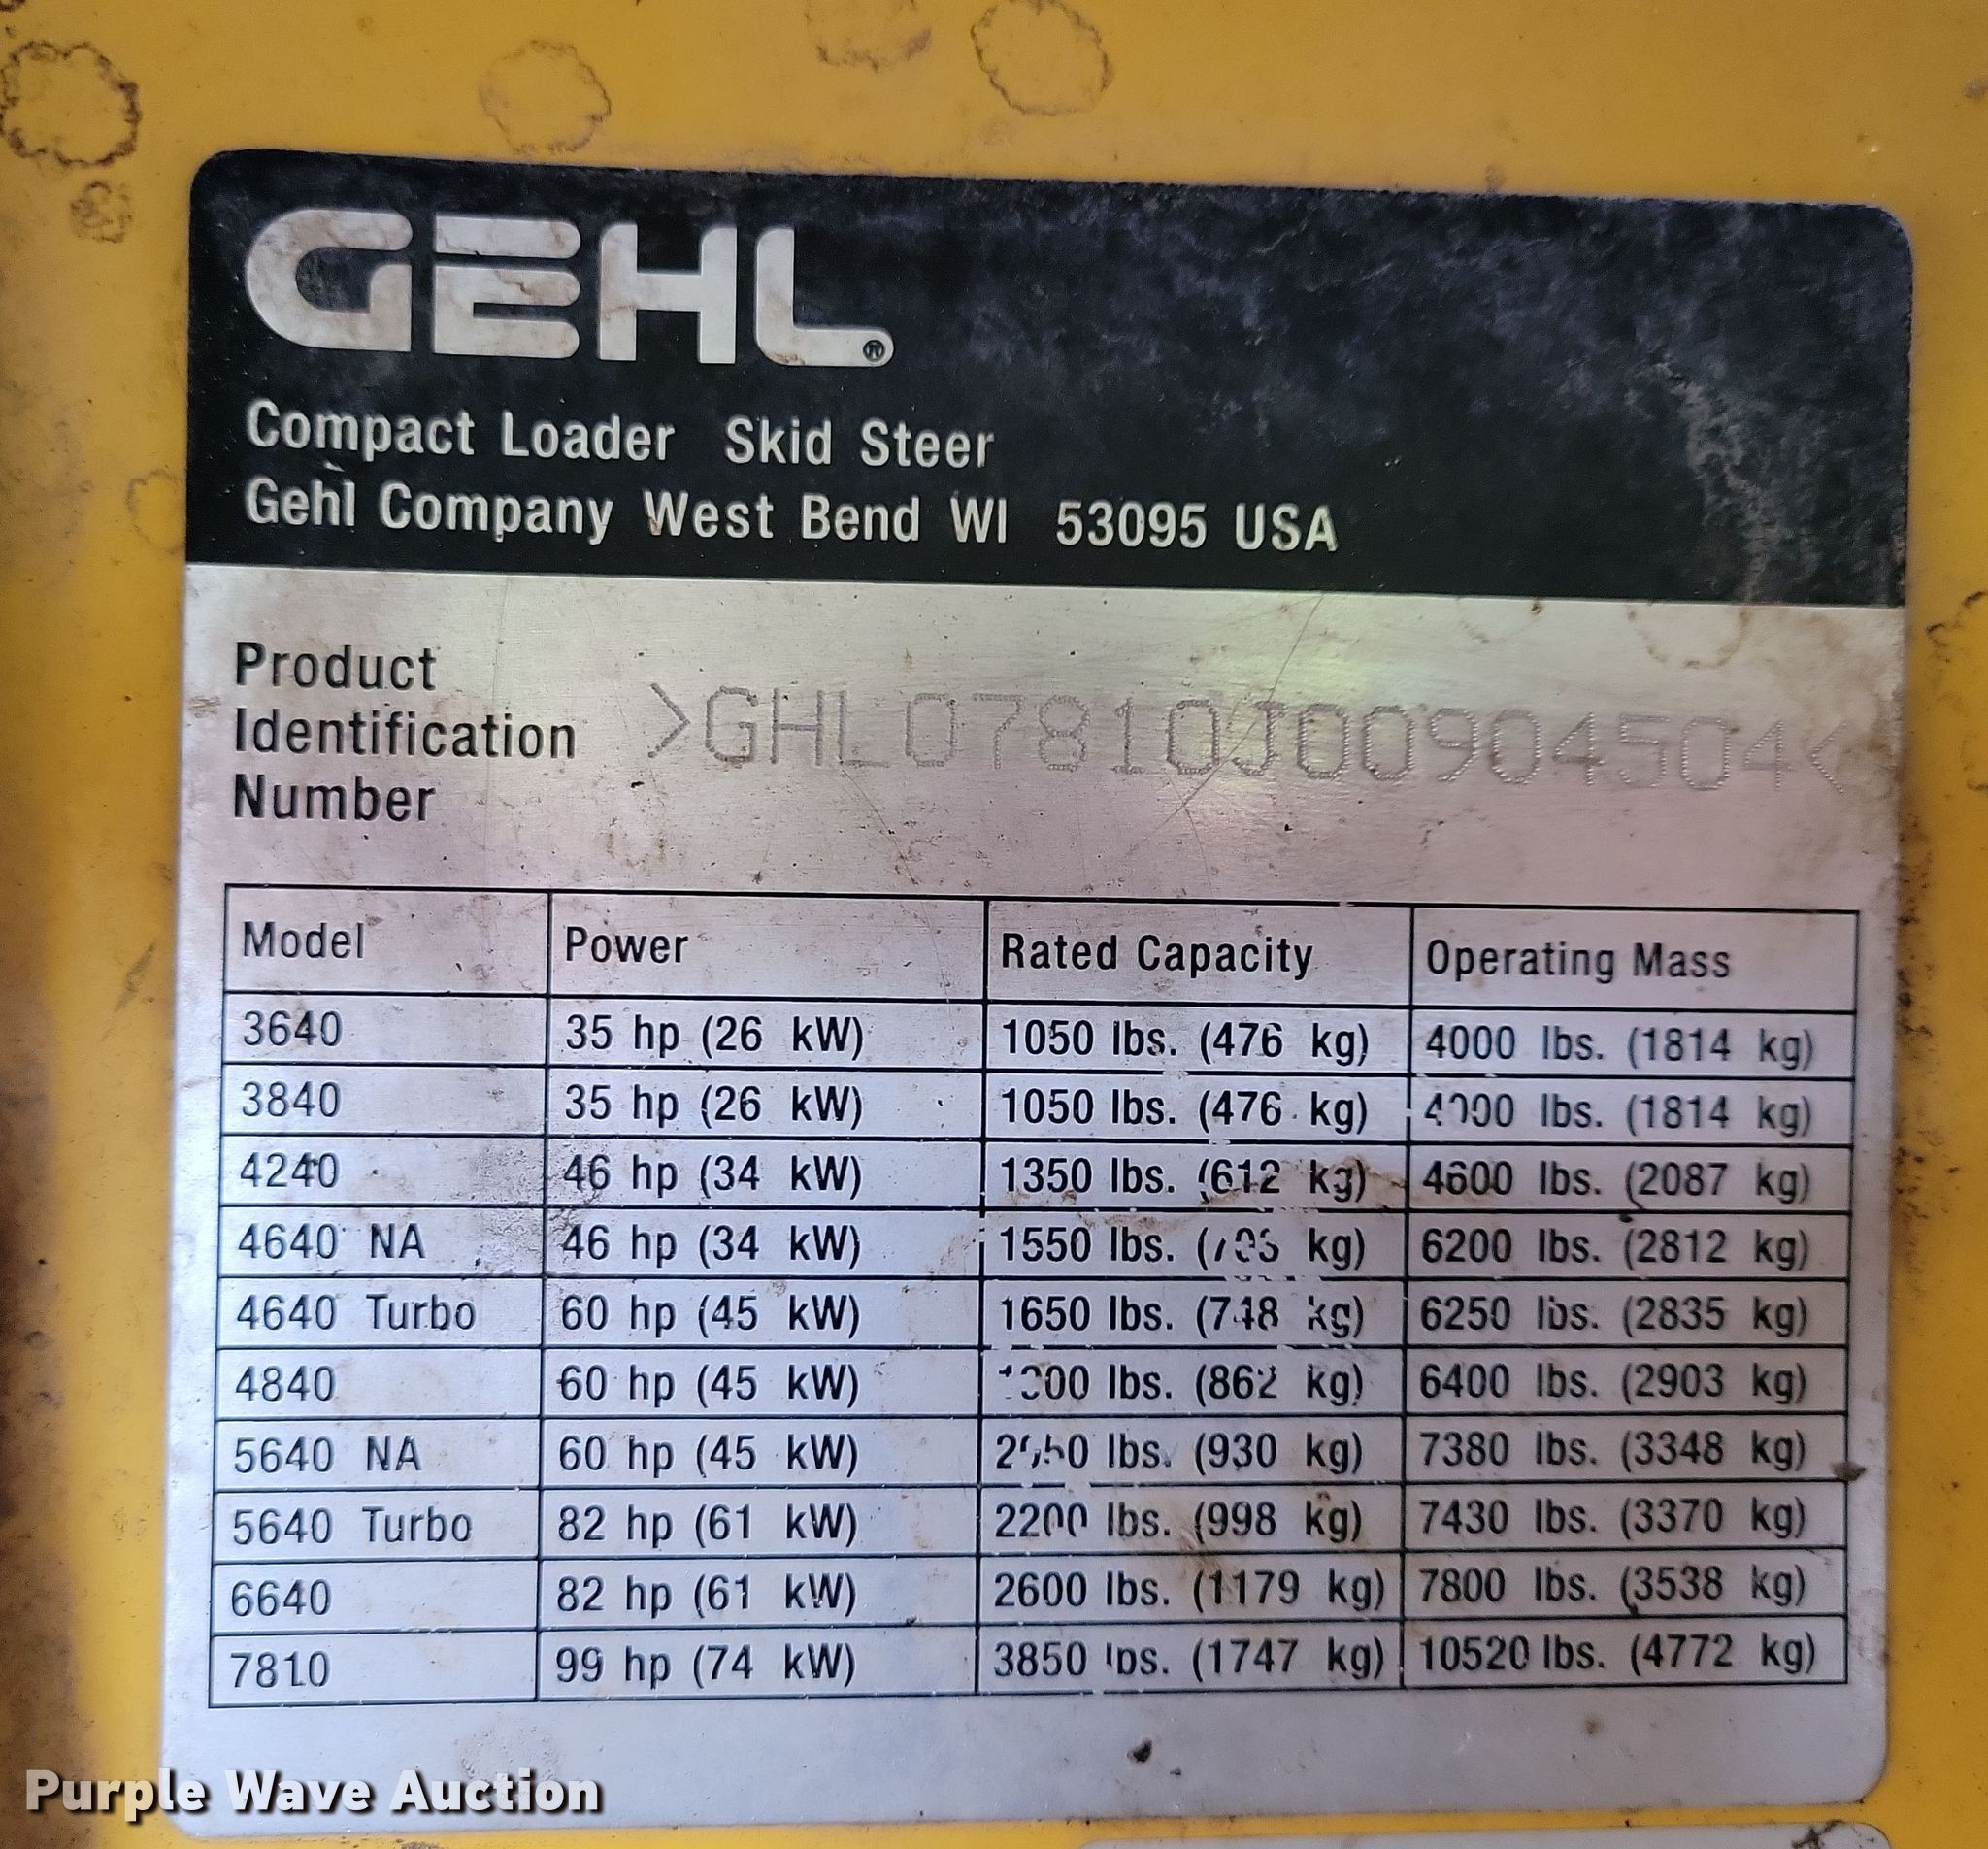 GEHL®
Compact Loader Skid Steer
Gehl Company West Bend WI 53095 USA
Product
Identification
Number
>GHL07810J00904504<
Model Power Rated Capacity Operating Mass
3640 35 hp (26 kW) 1050 lbs. (476 kg) 4000 lbs. (1814 kg)
3840 35 hp (26 kW) 1050 lbs. (476 kg) 4000 lbs. (1814 kg)
4240 46 hp (34 kW) 1350 lbs. (612 kg) 4600 lbs. (2087 kg)
4640 NA 46 hp (34 kW) 1550 lbs. kg) 6200 lbs. (2812 kg)
4640 Turbo 60 hp (45 kW) 1650 lbs. (748 kg) 6250 lbs. (2835 kg)
4840 60 hp (45 kW) lbs. (862 kg) 6400 lbs. (2903 kg)
5640 NA 60 hp (45 kW) lbs. (930 kg) 7380 lbs. (3348 kg)
5640 Turbo 82 hp (61 kW) 2200 lbs. (998 kg) 7430 lbs. (3370 kg)
6640 82 hp (61 kW) 2600 lbs. (1179 kg) 7800 lbs. (3538 kg)
7810 99 hp (74 kW) 3850 lbs. (1747 kg) 10520 lbs. (4772 kg)
Purple Wave Auction